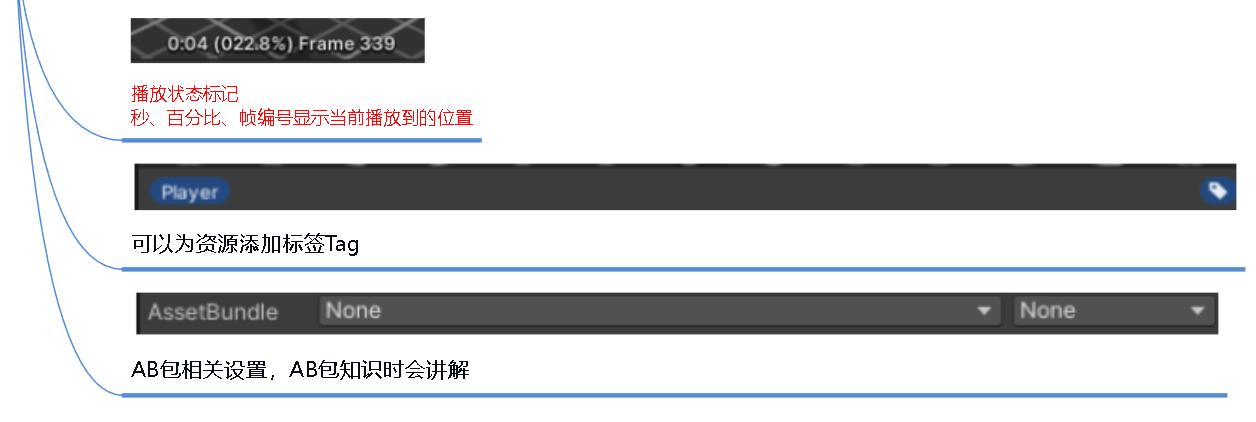 0:04 (022.8%) Frame 339
播放状态标记
秒、百分比、帧编号显示当前播放到的位置
Player
可以为资源添加标签Tag
AssetBundle None None
AB包相关设置，AB包知识时会讲解